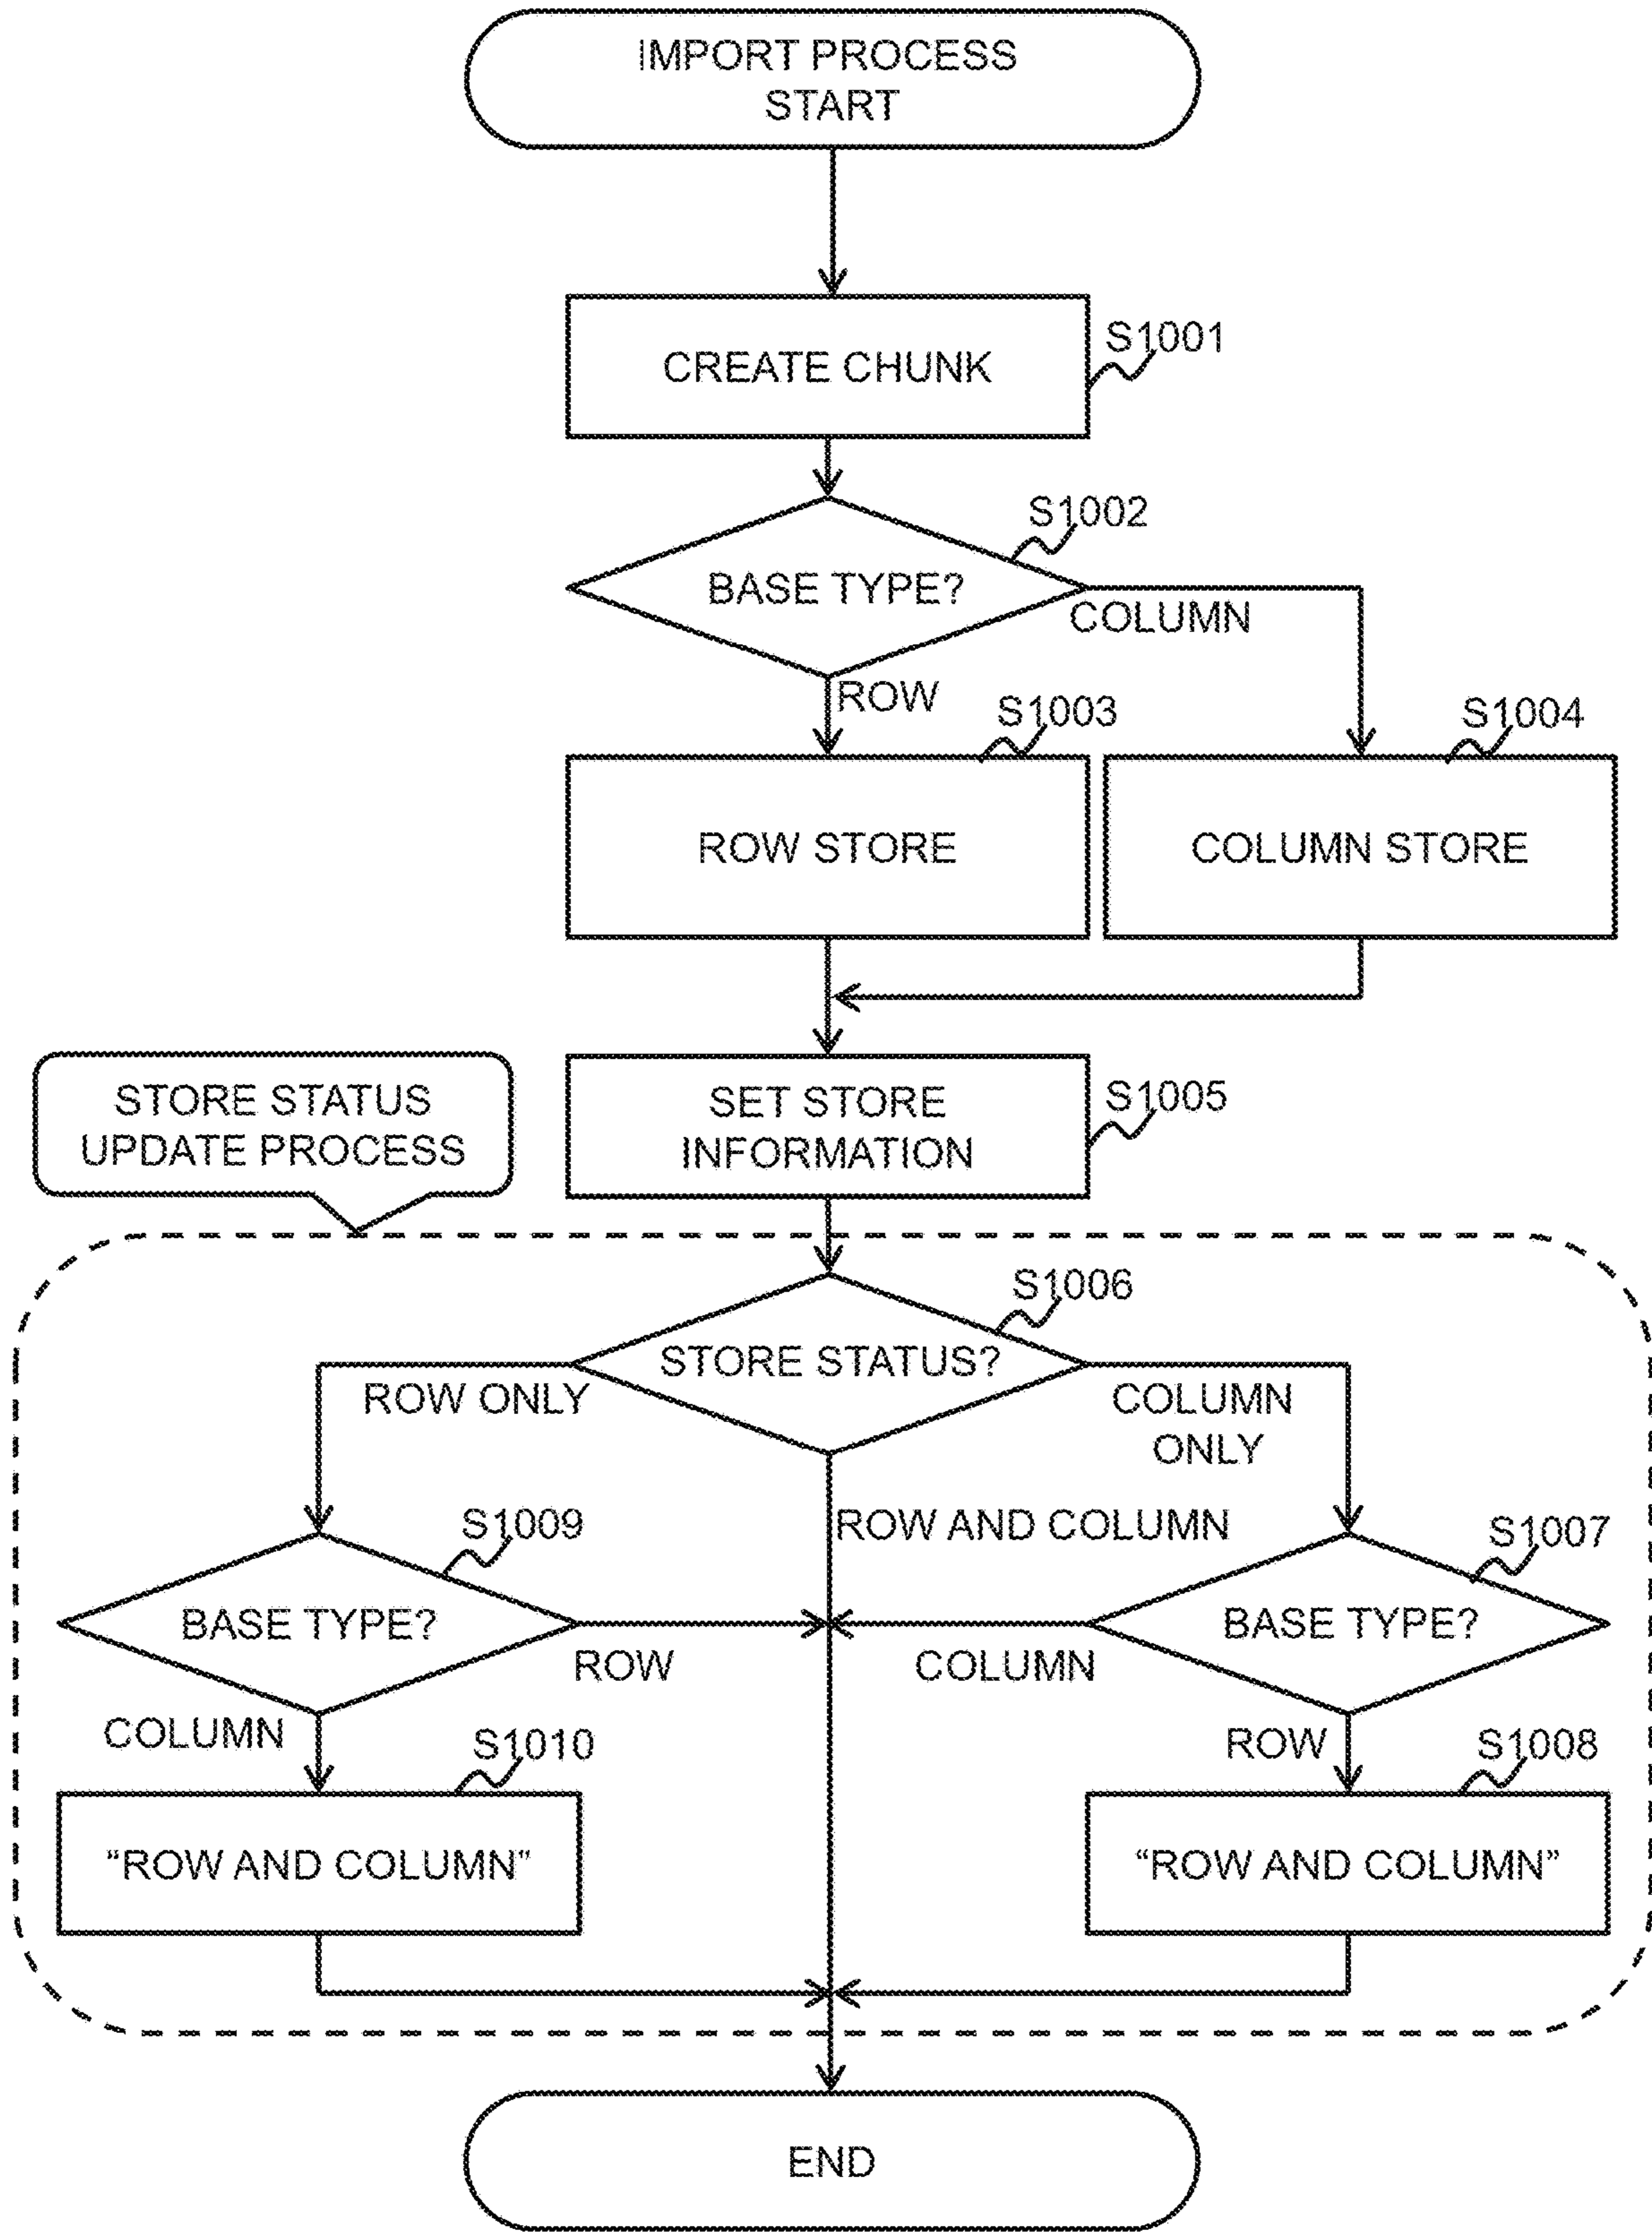 IMPORT PROCESS
START
S1001
CREATE CHUNK
S1002
BASE TYPE?
COLUMN
ROW
S1003
S1004
ROW STORE
COLUMN STORE
STORE STATUS
UPDATE PROCESS
SET STORE
INFORMATION
S1005
S1006
STORE STATUS?
ROW ONLY
COLUMN
ONLY
S1009
ROW AND COLUMN
S1007
BASE TYPE?
BASE TYPE?
ROW
COLUMN
COLUMN
S1010
ROW
S1008
“ROW AND COLUMN”
“ROW AND COLUMN”
END